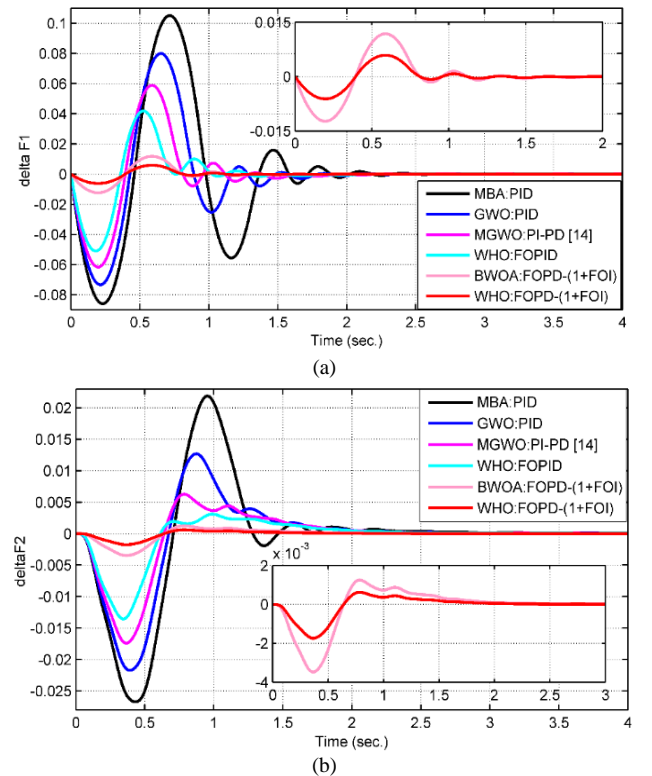 0.1
0.08
0.06
0.04
0.02
0
-0.02
-0.04
-0.06
-0.08
delta F1
0.015
0
-0.015
0 0.5 1 1.5 2
MBA:PID
GWO:PID
MGWO:PI-PD [14]
WHO:FOPID
BWOA:FOPD-(1+FOI)
WHO:FOPD-(1+FOI)
0 0.5 1 1.5 2 2.5 3 3.5 4
Time (sec.)
(a)
0.02
0.015
0.01
0.005
0
-0.005
-0.01
-0.015
-0.02
-0.025
deltaF2
MBA:PID
GWO:PID
MGWO:PI-PD [14]
WHO:FOPID
BWOA:FOPD-(1+FOI)
WHO:FOPD-(1+FOI)
x 10⁻³
2
0
-2
-4
0 0.5 1 1.5 2 2.5 3
0 0.5 1 1.5 2 2.5 3 3.5 4
Time (sec.)
(b)